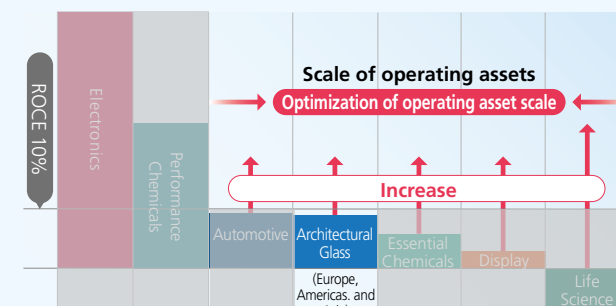 Scale of operating assets
Optimization of operating asset scale
ROCE 10%
Electronics
Performance
Chemicals
Increase
Automotive
Architectural
Glass
Essential
Chemicals
Display
(Europe,
Americas. and
Life
Science